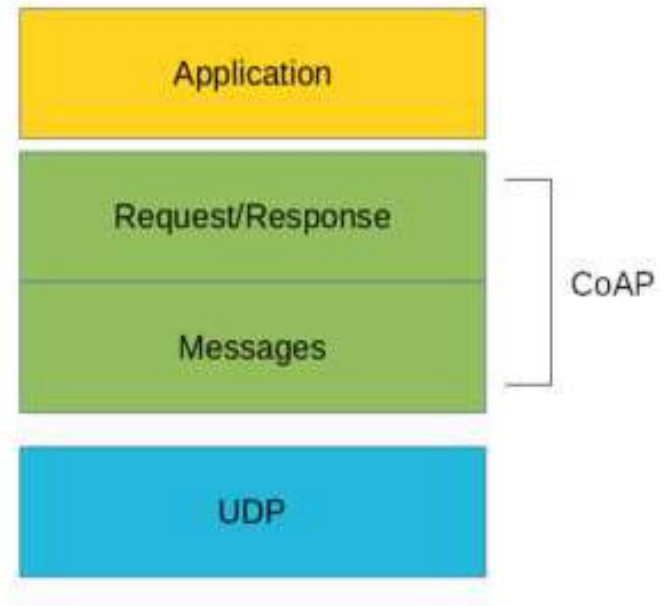 Application
Request/Response
CoAP
Messages
UDP